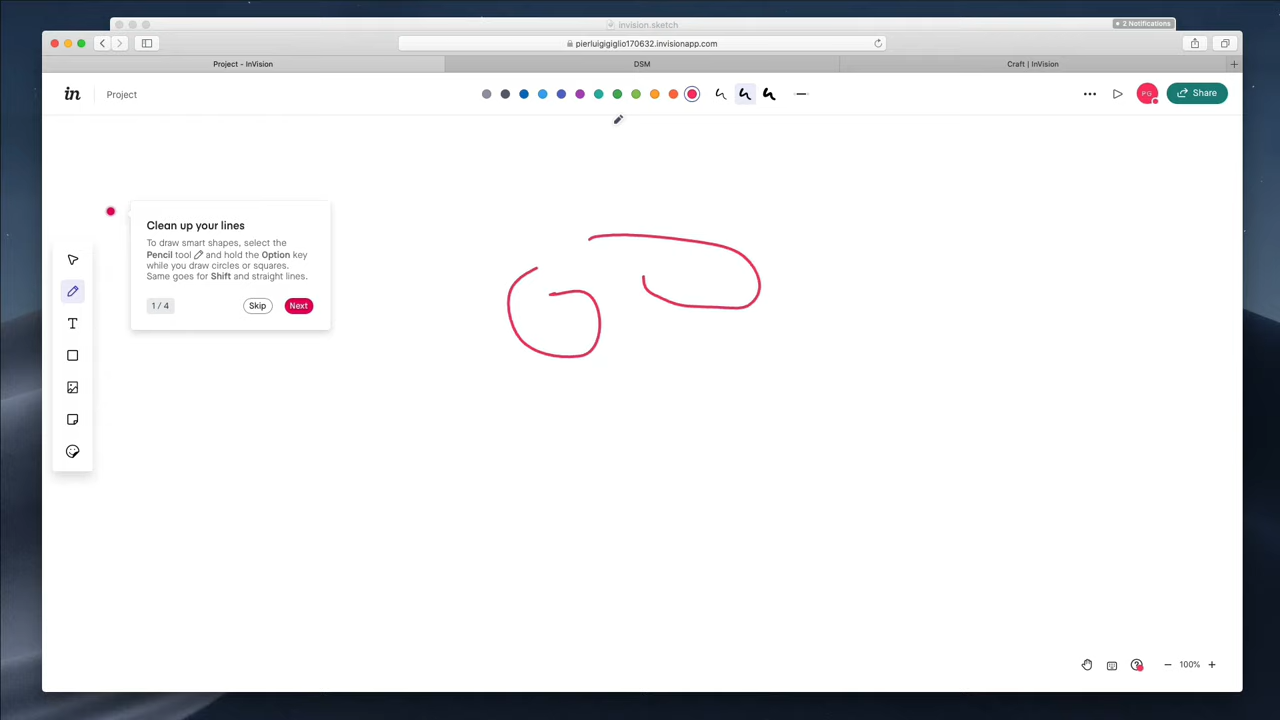 invision.sketch
2 Notifications
pierluigigiglio170632.invisionapp.com
Project - InVision
DSM
Craft | InVision
in
Project
PG
Share
Clean up your lines
To draw smart shapes, select the
Pencil tool and hold the Option key
while you draw circles or squares.
Same goes for Shift and straight lines.
1 / 4
Skip
Next
T
100%